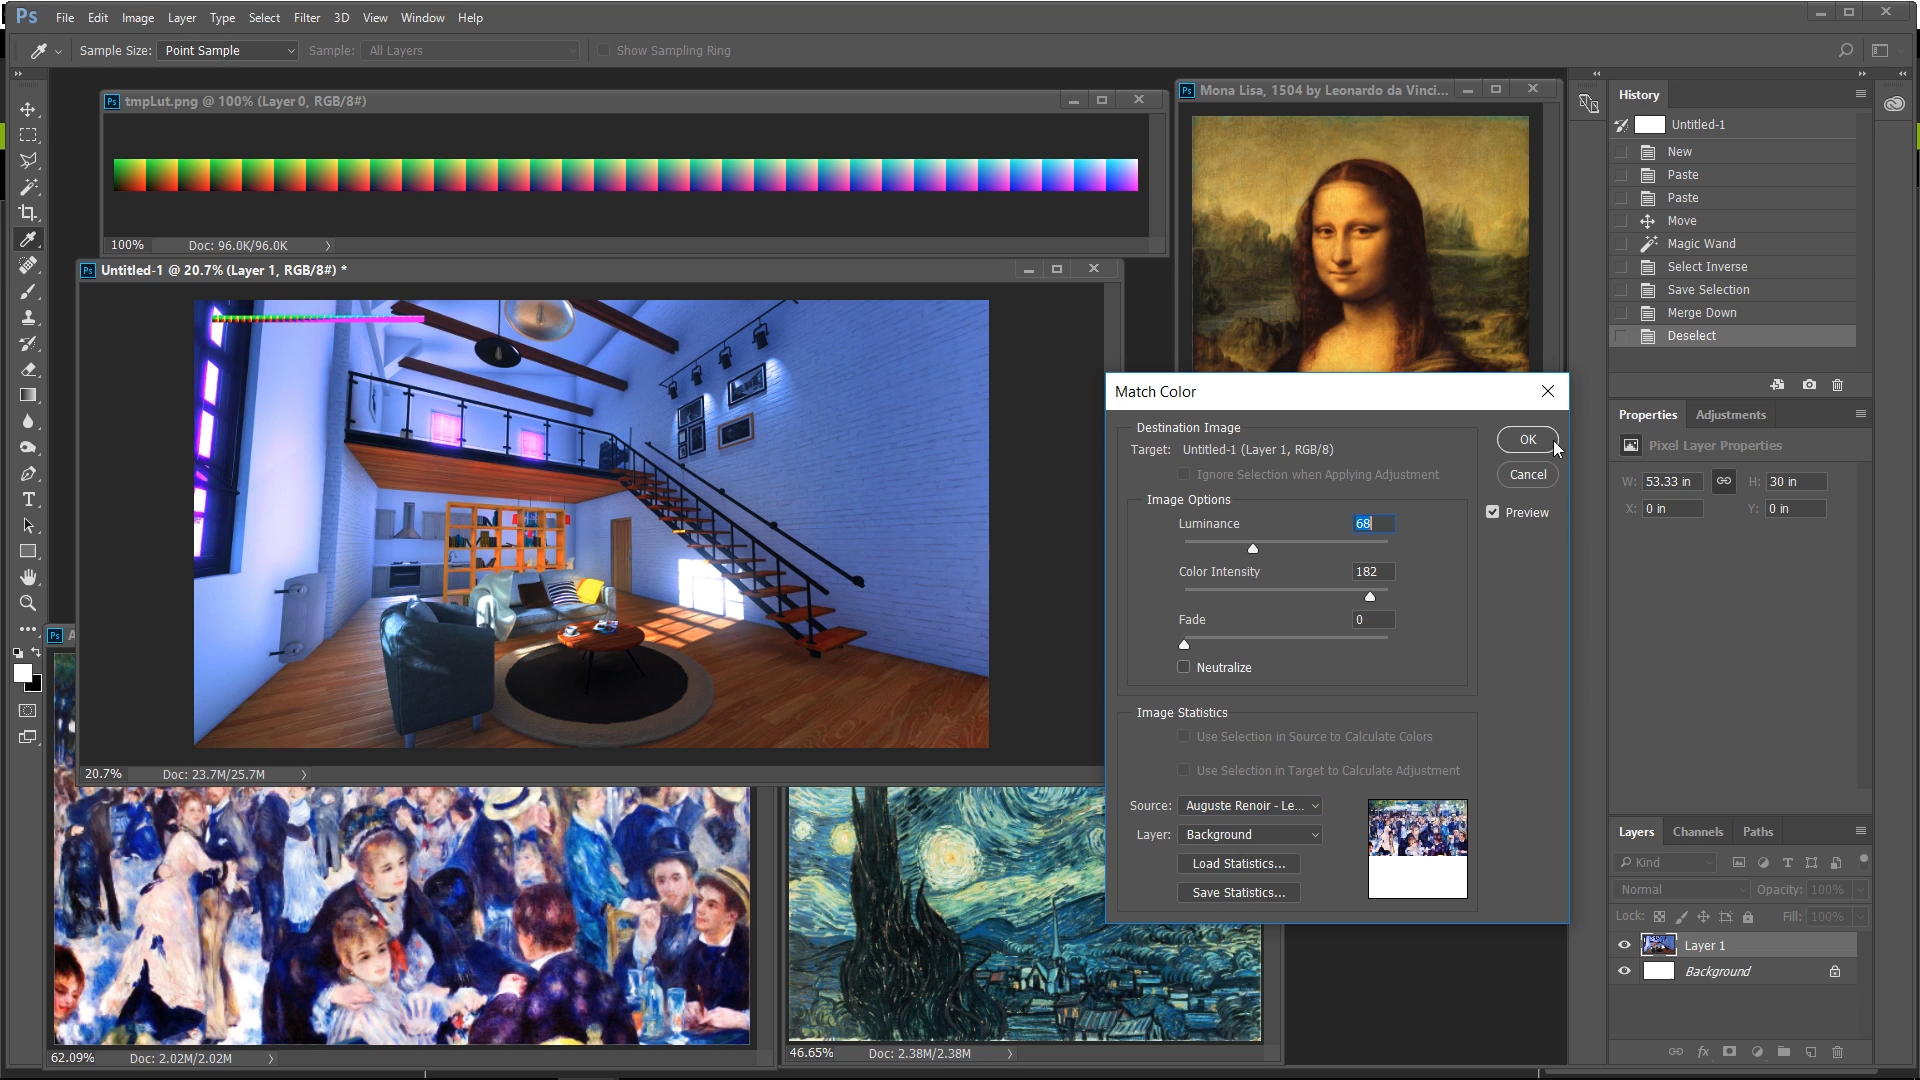 Ps File Edit Image Layer Type Select Filter 3D View Window Help
Sample Size: Point Sample Sample: All Layers Show Sampling Ring
Ps tmpLut.png @ 100% (Layer 0, RGB/8#)
100% Doc: 96.0K/96.0K
Ps Mona Lisa, 1504 by Leonardo da Vinci...
Ps Untitled-1 @ 20.7% (Layer 1, RGB/8#) *
20.7% Doc: 23.7M/25.7M
Ps A
62.09% Doc: 2.02M/2.02M
46.65% Doc: 2.38M/2.38M
Match Color
Destination Image
Target: Untitled-1 (Layer 1, RGB/8)
Ignore Selection when Applying Adjustment
OK
Cancel
Preview
Image Options
Luminance 68
Color Intensity 182
Fade 0
Neutralize
Image Statistics
Use Selection in Source to Calculate Colors
Use Selection in Target to Calculate Adjustment
Source: Auguste Renoir - Le...
Layer: Background
Load Statistics...
Save Statistics...
History
Untitled-1
New
Paste
Paste
Move
Magic Wand
Select Inverse
Save Selection
Merge Down
Deselect
Properties Adjustments
Pixel Layer Properties
W: 53.33 in H: 30 in
X: 0 in Y: 0 in
Layers Channels Paths
Kind
Normal Opacity: 100%
Lock: Fill: 100%
Layer 1
Background
fx